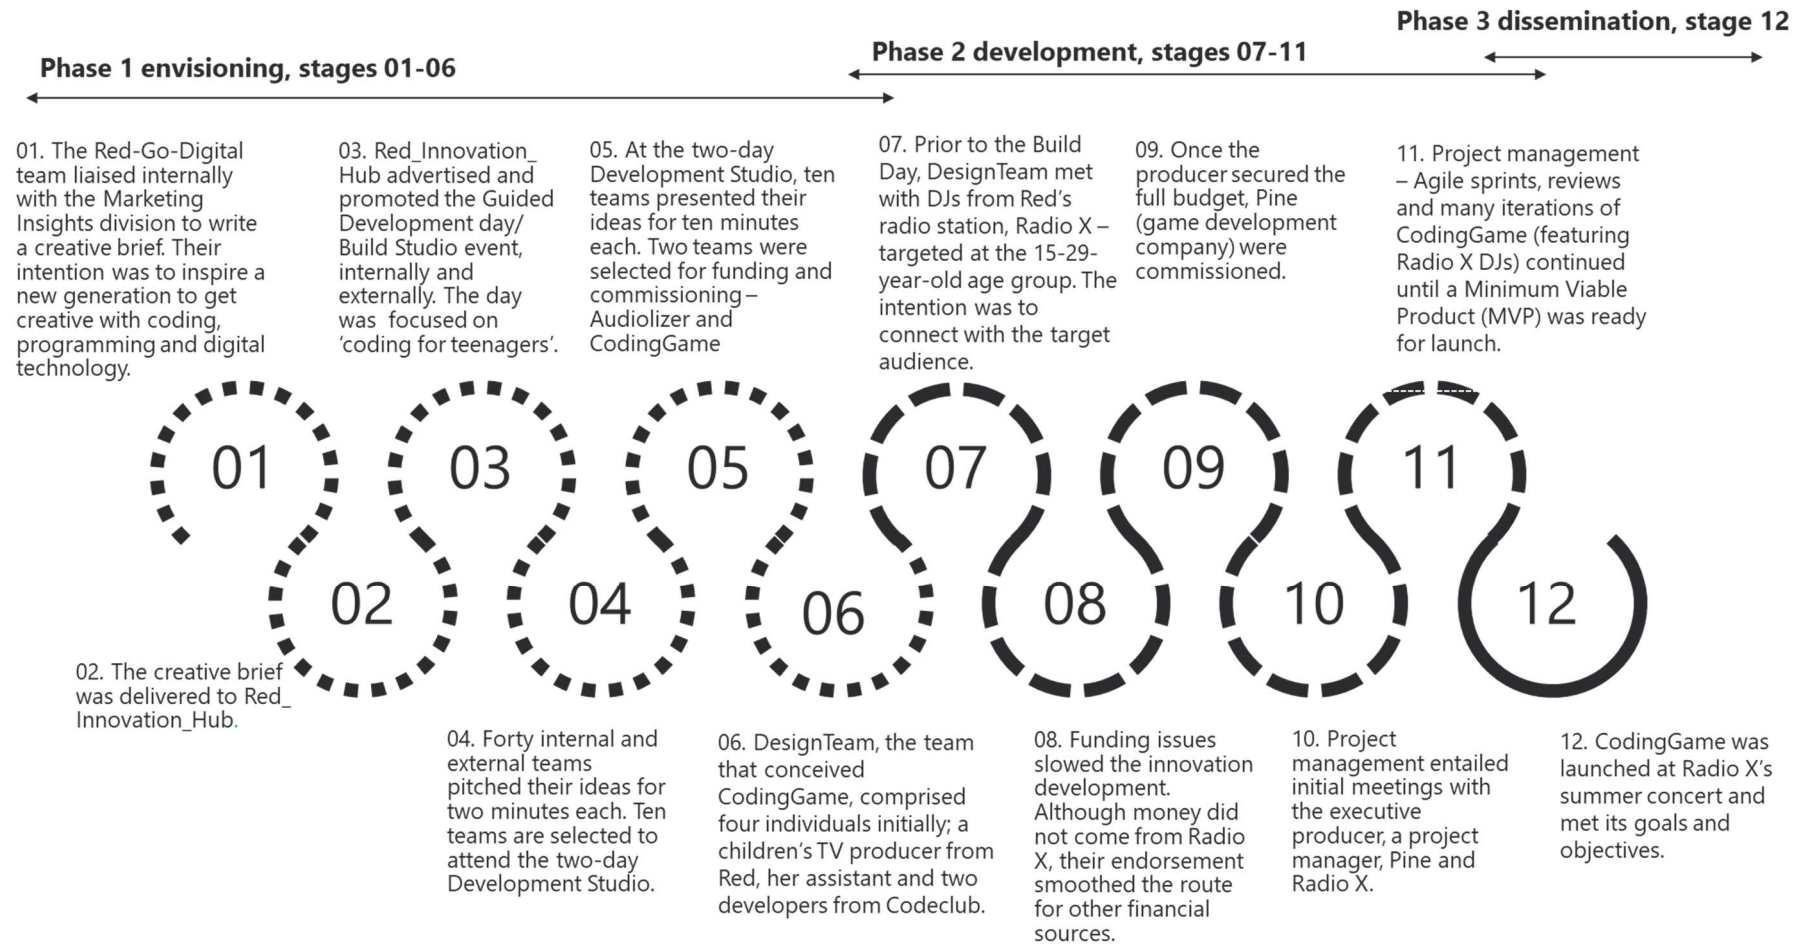 Phase 3 dissemination, stage 12
Phase 2 development, stages 07-11
Phase 1 envisioning, stages 01-06
01. The Red-Go-Digital
team liaised internally
with the Marketing
Insights division to write
a creative brief. Their
intention was to inspire a
new generation to get
creative with coding,
programming and digital
technology.
03. Red_Innovation_
Hub advertised and
promoted the Guided
Development day/
Build Studio event,
internally and
externally. The day
was focused on
‘coding for teenagers’.
05. At the two-day
Development Studio, ten
teams presented their
ideas for ten minutes
each. Two teams were
selected for funding and
commissioning –
Audiolizer and
CodingGame
07. Prior to the Build
Day, DesignTeam met
with DJs from Red’s
radio station, Radio X –
targeted at the 15-29-
year-old age group. The
intention was to
connect with the target
audience.
09. Once the
producer secured the
full budget, Pine
(game development
company) were
commissioned.
11. Project management
– Agile sprints, reviews
and many iterations of
CodingGame (featuring
Radio X DJs) continued
until a Minimum Viable
Product (MVP) was ready
for launch.
01
03
05
07
09
11
02
04
06
08
10
12
02. The creative brief
was delivered to Red_
Innovation_Hub.
04. Forty internal and
external teams
pitched their ideas for
two minutes each. Ten
teams are selected to
attend the two-day
Development Studio.
06. DesignTeam, the team
that conceived
CodingGame, comprised
four individuals initially; a
children’s TV producer from
Red, her assistant and two
developers from Codeclub.
08. Funding issues
slowed the innovation
development.
Although money did
not come from Radio
X, their endorsement
smoothed the route
for other financial
sources.
10. Project
management entailed
initial meetings with
the executive
producer, a project
manager, Pine and
Radio X.
12. CodingGame was
launched at Radio X’s
summer concert and
met its goals and
objectives.